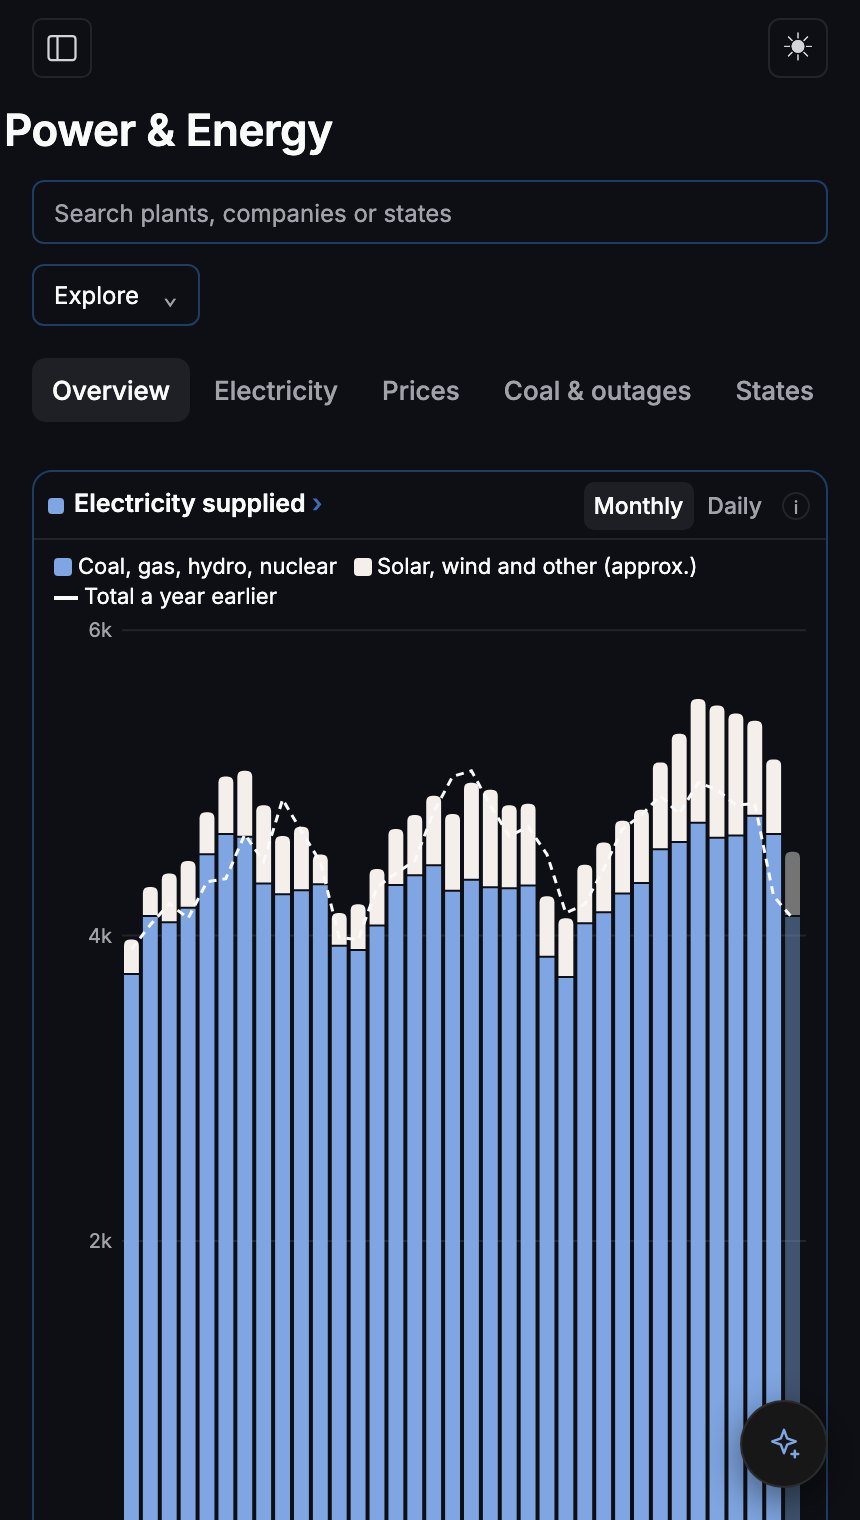 Power & Energy
Search plants, companies or states
Explore
Overview Electricity Prices Coal & outages States
Electricity supplied › Monthly Daily i
Coal, gas, hydro, nuclear Solar, wind and other (approx.)
Total a year earlier
6k
4k
2k